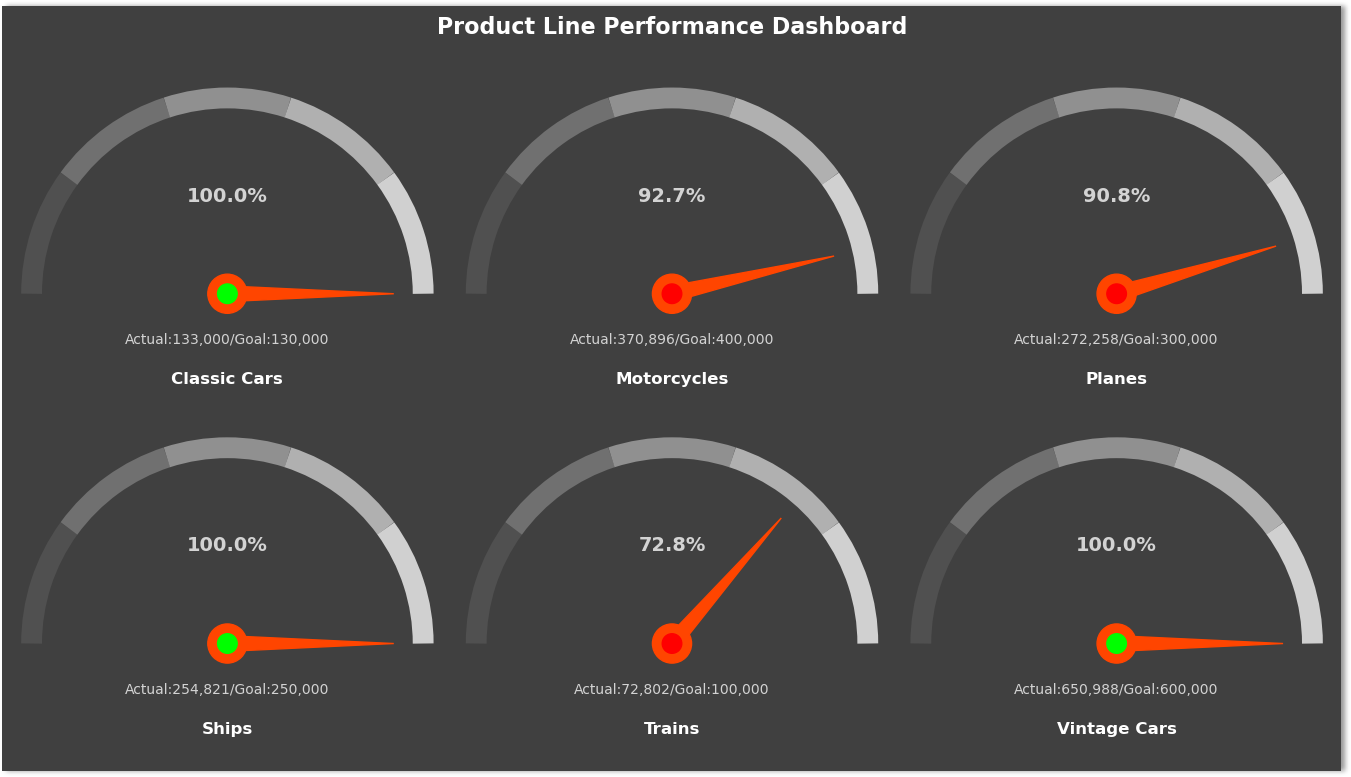 Product Line Performance Dashboard
100.0%
Actual:133,000/Goal:130,000
Classic Cars
92.7%
Actual:370,896/Goal:400,000
Motorcycles
90.8%
Actual:272,258/Goal:300,000
Planes
100.0%
Actual:254,821/Goal:250,000
Ships
72.8%
Actual:72,802/Goal:100,000
Trains
100.0%
Actual:650,988/Goal:600,000
Vintage Cars